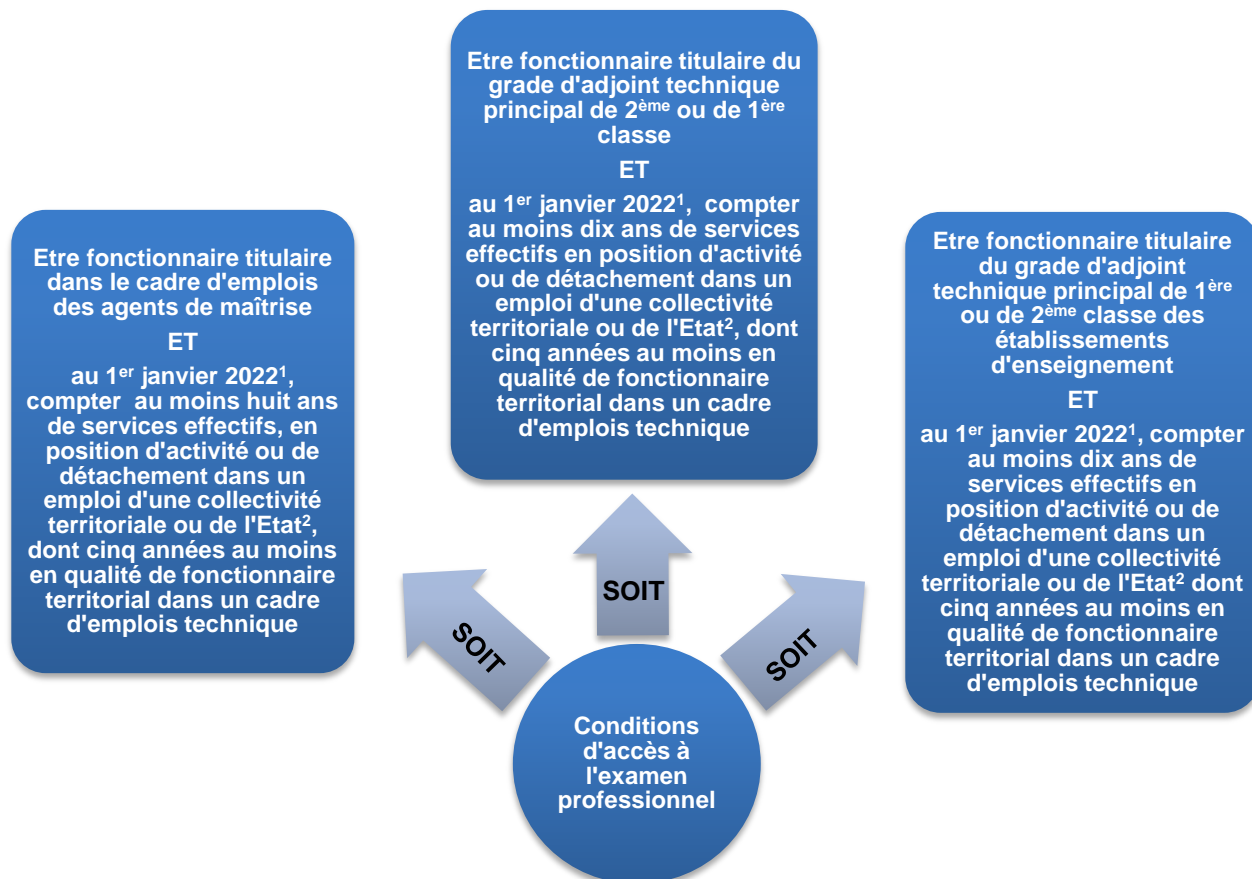 Etre fonctionnaire titulaire
dans le cadre d'emplois
des agents de maîtrise
ET
au 1er janvier 2022¹,
compter au moins huit ans
de services effectifs, en
position d'activité ou de
détachement dans un
emploi d'une collectivité
territoriale ou de l'Etat²,
dont cinq années au moins
en qualité de fonctionnaire
territorial dans un cadre
d'emplois technique
Etre fonctionnaire titulaire du
grade d'adjoint technique
principal de 2ème ou de 1ère
classe
ET
au 1er janvier 2022¹, compter
au moins dix ans de services
effectifs en position d'activité
ou de détachement dans un
emploi d'une collectivité
territoriale ou de l'Etat², dont
cinq années au moins en
qualité de fonctionnaire
territorial dans un cadre
d'emplois technique
Etre fonctionnaire titulaire
du grade d'adjoint
technique principal de 1ère
ou de 2ème classe des
établissements
d'enseignement
ET
au 1er janvier 2022¹, compter
au moins dix ans de
services effectifs en
position d'activité ou de
détachement dans un
emploi d'une collectivité
territoriale ou de l'Etat² dont
cinq années au moins en
qualité de fonctionnaire
territorial dans un cadre
d'emplois technique
SOIT
SOIT
SOIT
Conditions
d'accès à
l'examen
professionnel